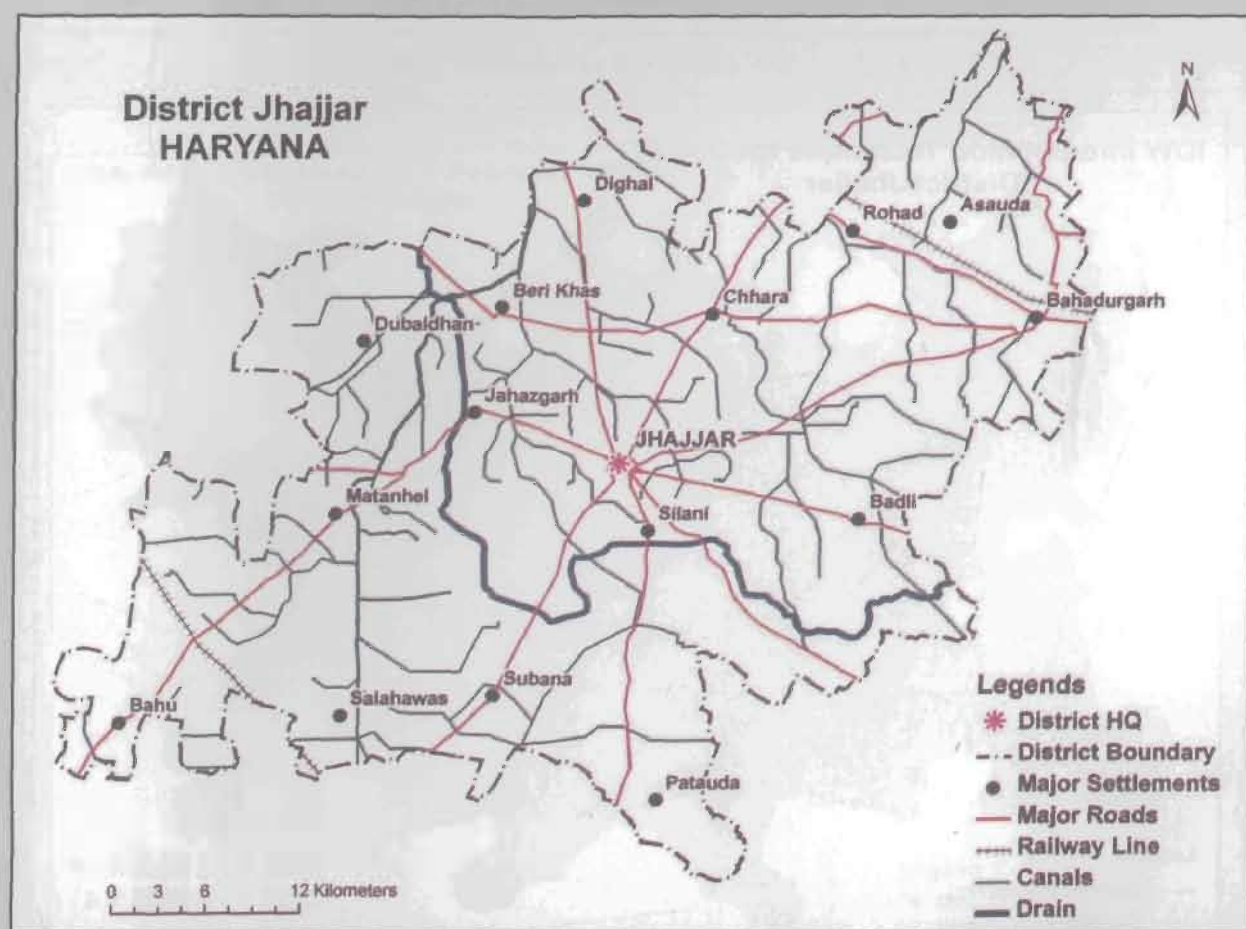 District Jhajjar
HARYANA
N
Dighal
Rohad
Asauda
Beri Khas
Chhara
Bahadurgarh
Dubaldhan
Jahazgarh
JHAJJAR
Matanhel
Silani
Badli
Bahu
Salahawas
Subana
Patauda
Legends
District HQ
District Boundary
Major Settlements
Major Roads
Railway Line
Canals
Drain
0 3 6 12 Kilometers